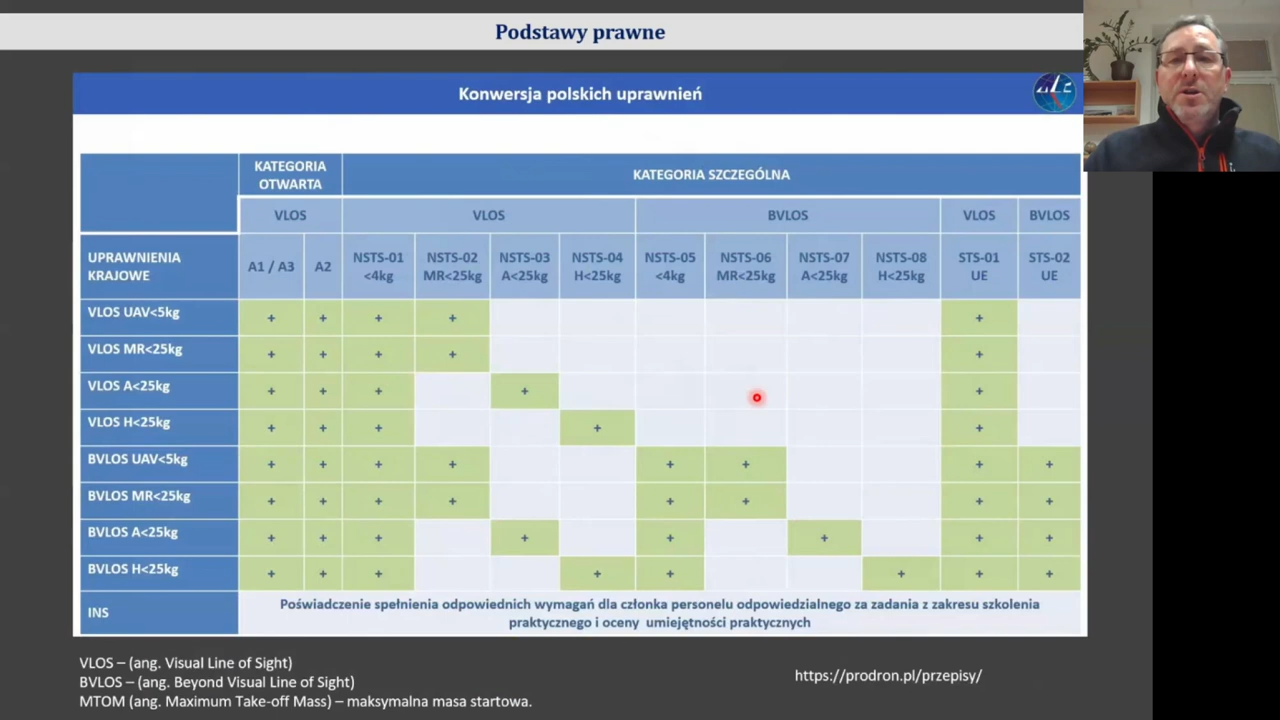 Podstawy prawne
Konwersja polskich uprawnień
KATEGORIA
OTWARTA
KATEGORIA SZCZEGÓLNA
VLOS VLOS BVLOS VLOS BVLOS
UPRAWNIENIA
KRAJOWE
A1 / A3
A2
NSTS-01
<4kg
NSTS-02
MR<25kg
NSTS-03
A<25kg
NSTS-04
H<25kg
NSTS-05
<4kg
NSTS-06
MR<25kg
NSTS-07
A<25kg
NSTS-08
H<25kg
STS-01
UE
STS-02
UE
VLOS UAV<5kg + + + + +
VLOS MR<25kg + + + + +
VLOS A<25kg + + + + +
VLOS H<25kg + + + + +
BVLOS UAV<5kg + + + + + + + +
BVLOS MR<25kg + + + + + + + +
BVLOS A<25kg + + + + + + + +
BVLOS H<25kg + + + + + + + +
INS
Poświadczenie spełnienia odpowiednich wymagań dla członka personelu odpowiedzialnego za zadania z zakresu szkolenia
praktycznego i oceny umiejętności praktycznych
VLOS – (ang. Visual Line of Sight)
BVLOS – (ang. Beyond Visual Line of Sight)
MTOM (ang. Maximum Take-off Mass) – maksymalna masa startowa.
https://prodron.pl/przepisy/